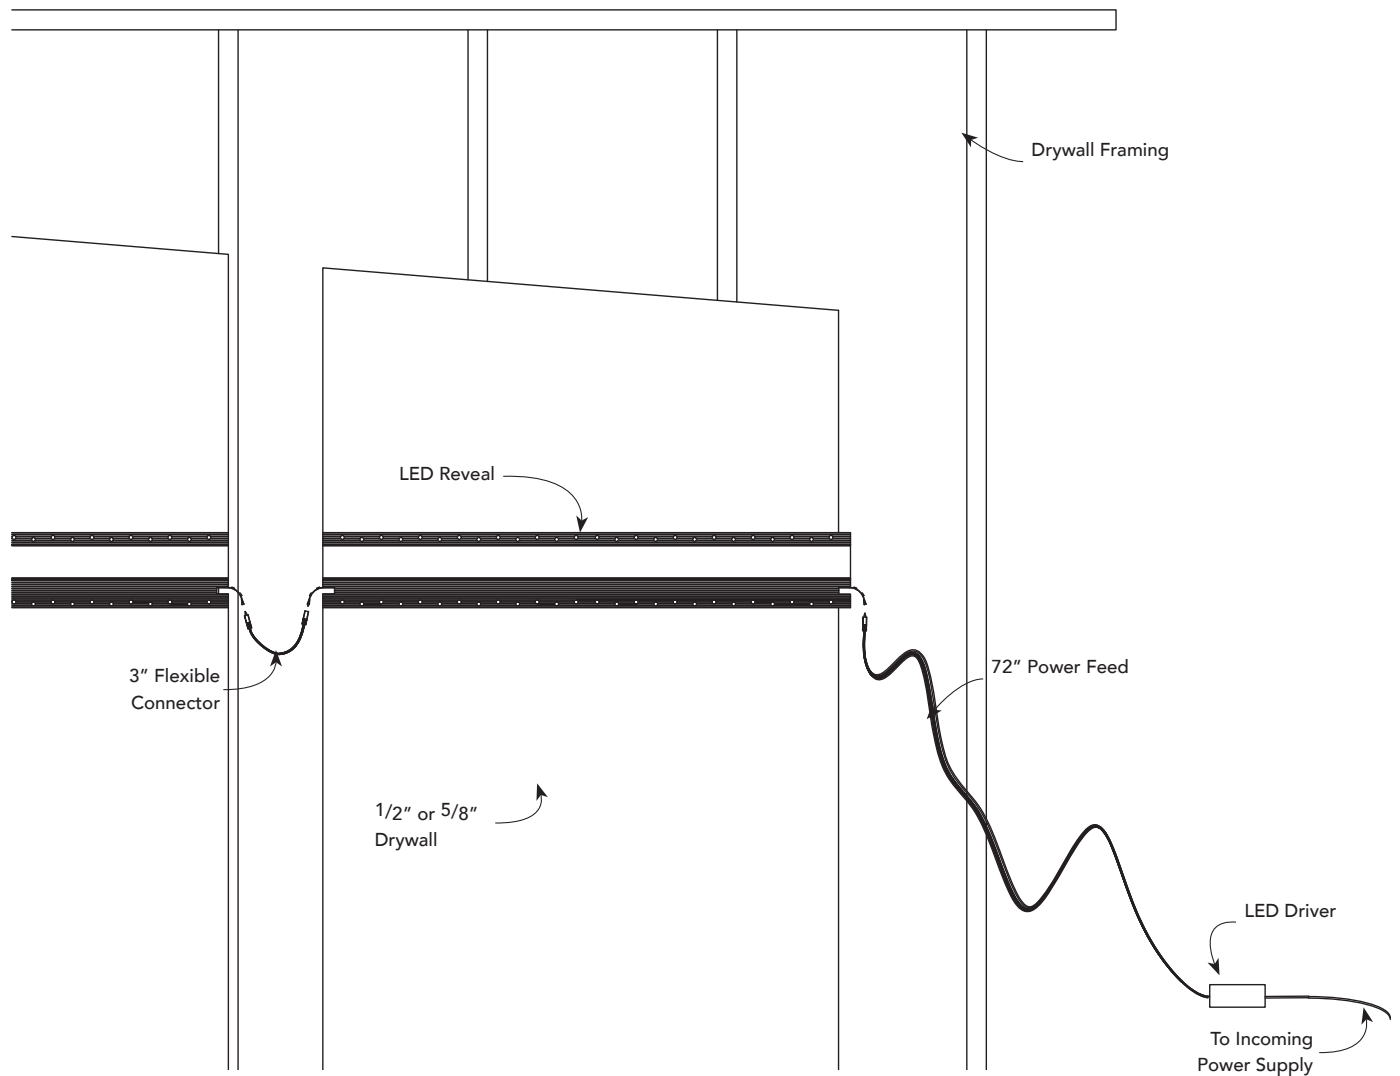 Drywall Framing
LED Reveal
3” Flexible
Connector
72” Power Feed
1/2” or 5/8”
Drywall
LED Driver
To Incoming
Power Supply